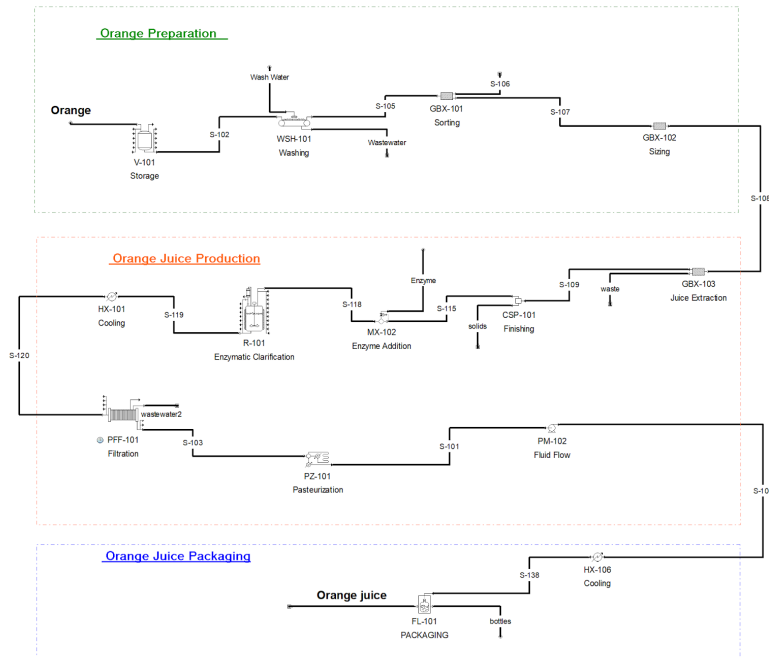 Orange Preparation
Wash Water
S-106
Orange
S-105
GBX-101
Sorting
S-107
S-102
WSH-101
Washing
Wastewater
GBX-102
Sizing
V-101
Storage
S-108
Orange Juice Production
Enzyme
S-109
GBX-103
Juice Extraction
waste
HX-101
Cooling
S-119
R-101
Enzymatic Clarification
S-118
MX-102
Enzyme Addition
S-115
CSP-101
Finishing
solids
S-120
wastewater2
PFF-101
Filtration
S-103
PZ-101
Pasteurization
S-101
PM-102
Fluid Flow
S-10
Orange Juice Packaging
HX-106
Cooling
S-138
Orange juice
FL-101
PACKAGING
bottles